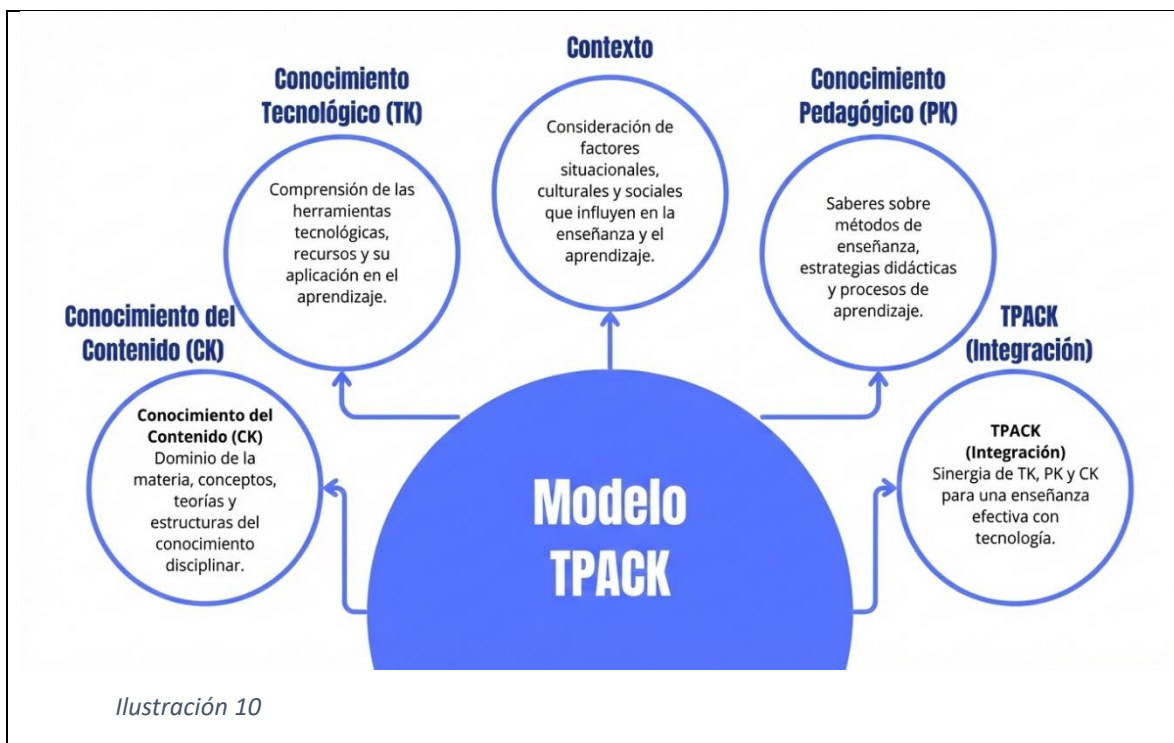 Contexto
Consideración de
factores
situacionales,
culturales y sociales
que influyen en la
enseñanza y el
aprendizaje.
Conocimiento
Tecnológico (TK)
Comprensión de las
herramientas
tecnológicas,
recursos y su
aplicación en el
aprendizaje.
Conocimiento
Pedagógico (PK)
Saberes sobre
métodos de
enseñanza,
estrategias didácticas
y procesos de
aprendizaje.
Conocimiento del
Contenido (CK)
Conocimiento del
Contenido (CK)
Dominio de la
materia, conceptos,
teorías y
estructuras del
conocimiento
disciplinar.
TPACK
(Integración)
TPACK
(Integración)
Sinergia de TK, PK y CK
para una enseñanza
efectiva con
tecnología.
Modelo
TPACK
Ilustración 10